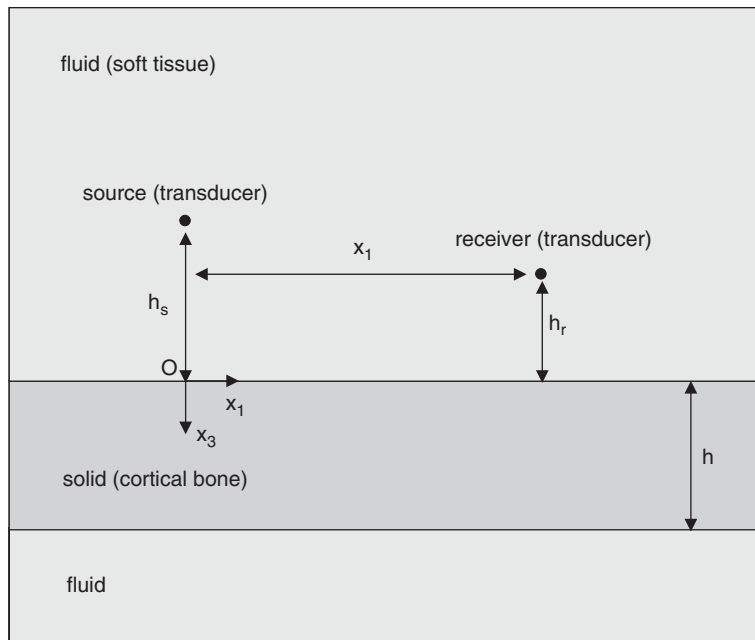 fluid (soft tissue)
source (transducer)
receiver (transducer)
x₁
hₛ
hᵣ
O
x₁
x₃
h
solid (cortical bone)
fluid